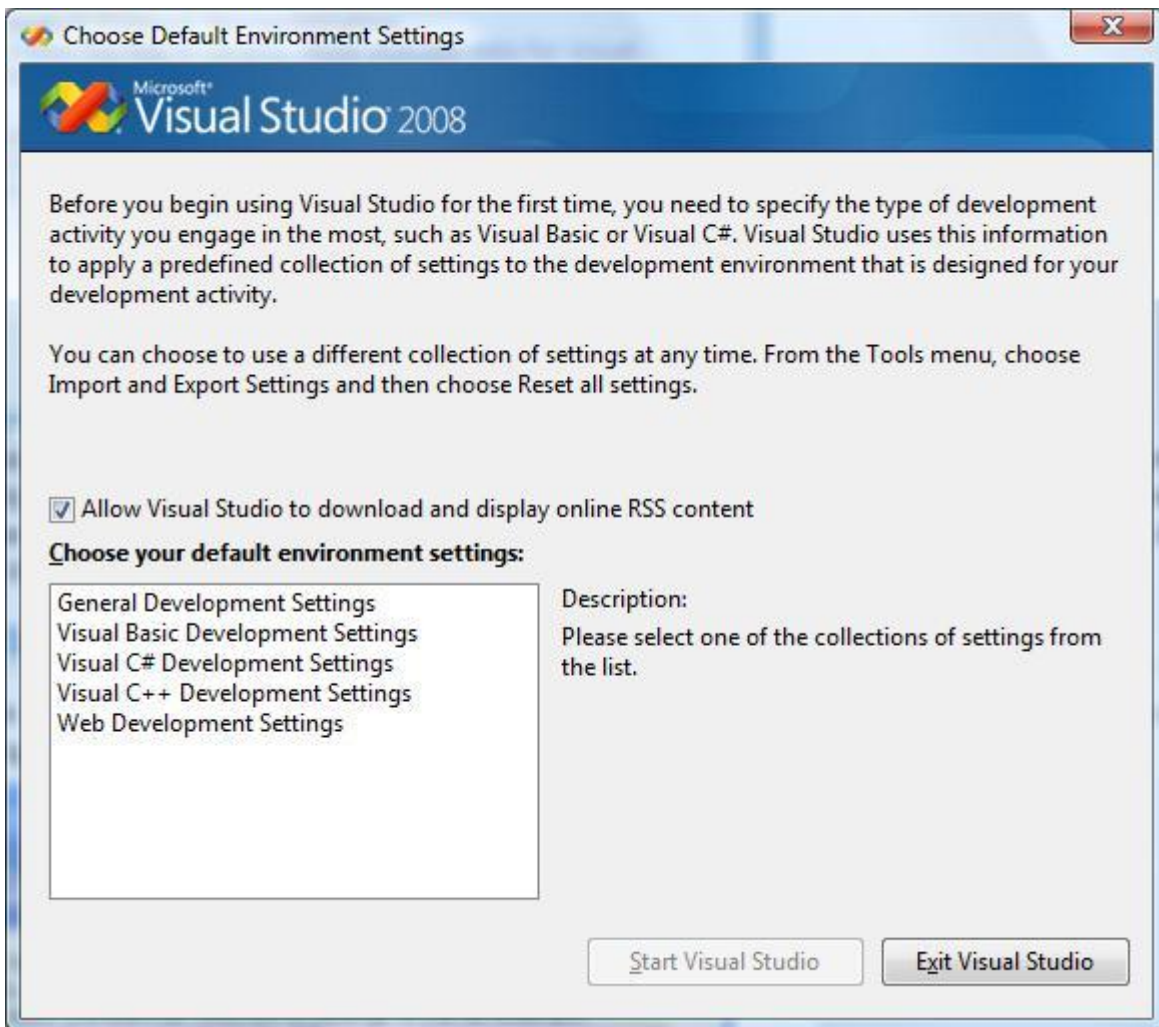 Choose Default Environment Settings
Microsoft®
Visual Studio® 2008
Before you begin using Visual Studio for the first time, you need to specify the type of development
activity you engage in the most, such as Visual Basic or Visual C#. Visual Studio uses this information
to apply a predefined collection of settings to the development environment that is designed for your
development activity.
You can choose to use a different collection of settings at any time. From the Tools menu, choose
Import and Export Settings and then choose Reset all settings.
Allow Visual Studio to download and display online RSS content
Choose your default environment settings:
General Development Settings
Visual Basic Development Settings
Visual C# Development Settings
Visual C++ Development Settings
Web Development Settings
Description:
Please select one of the collections of settings from
the list.
Start Visual Studio
Exit Visual Studio